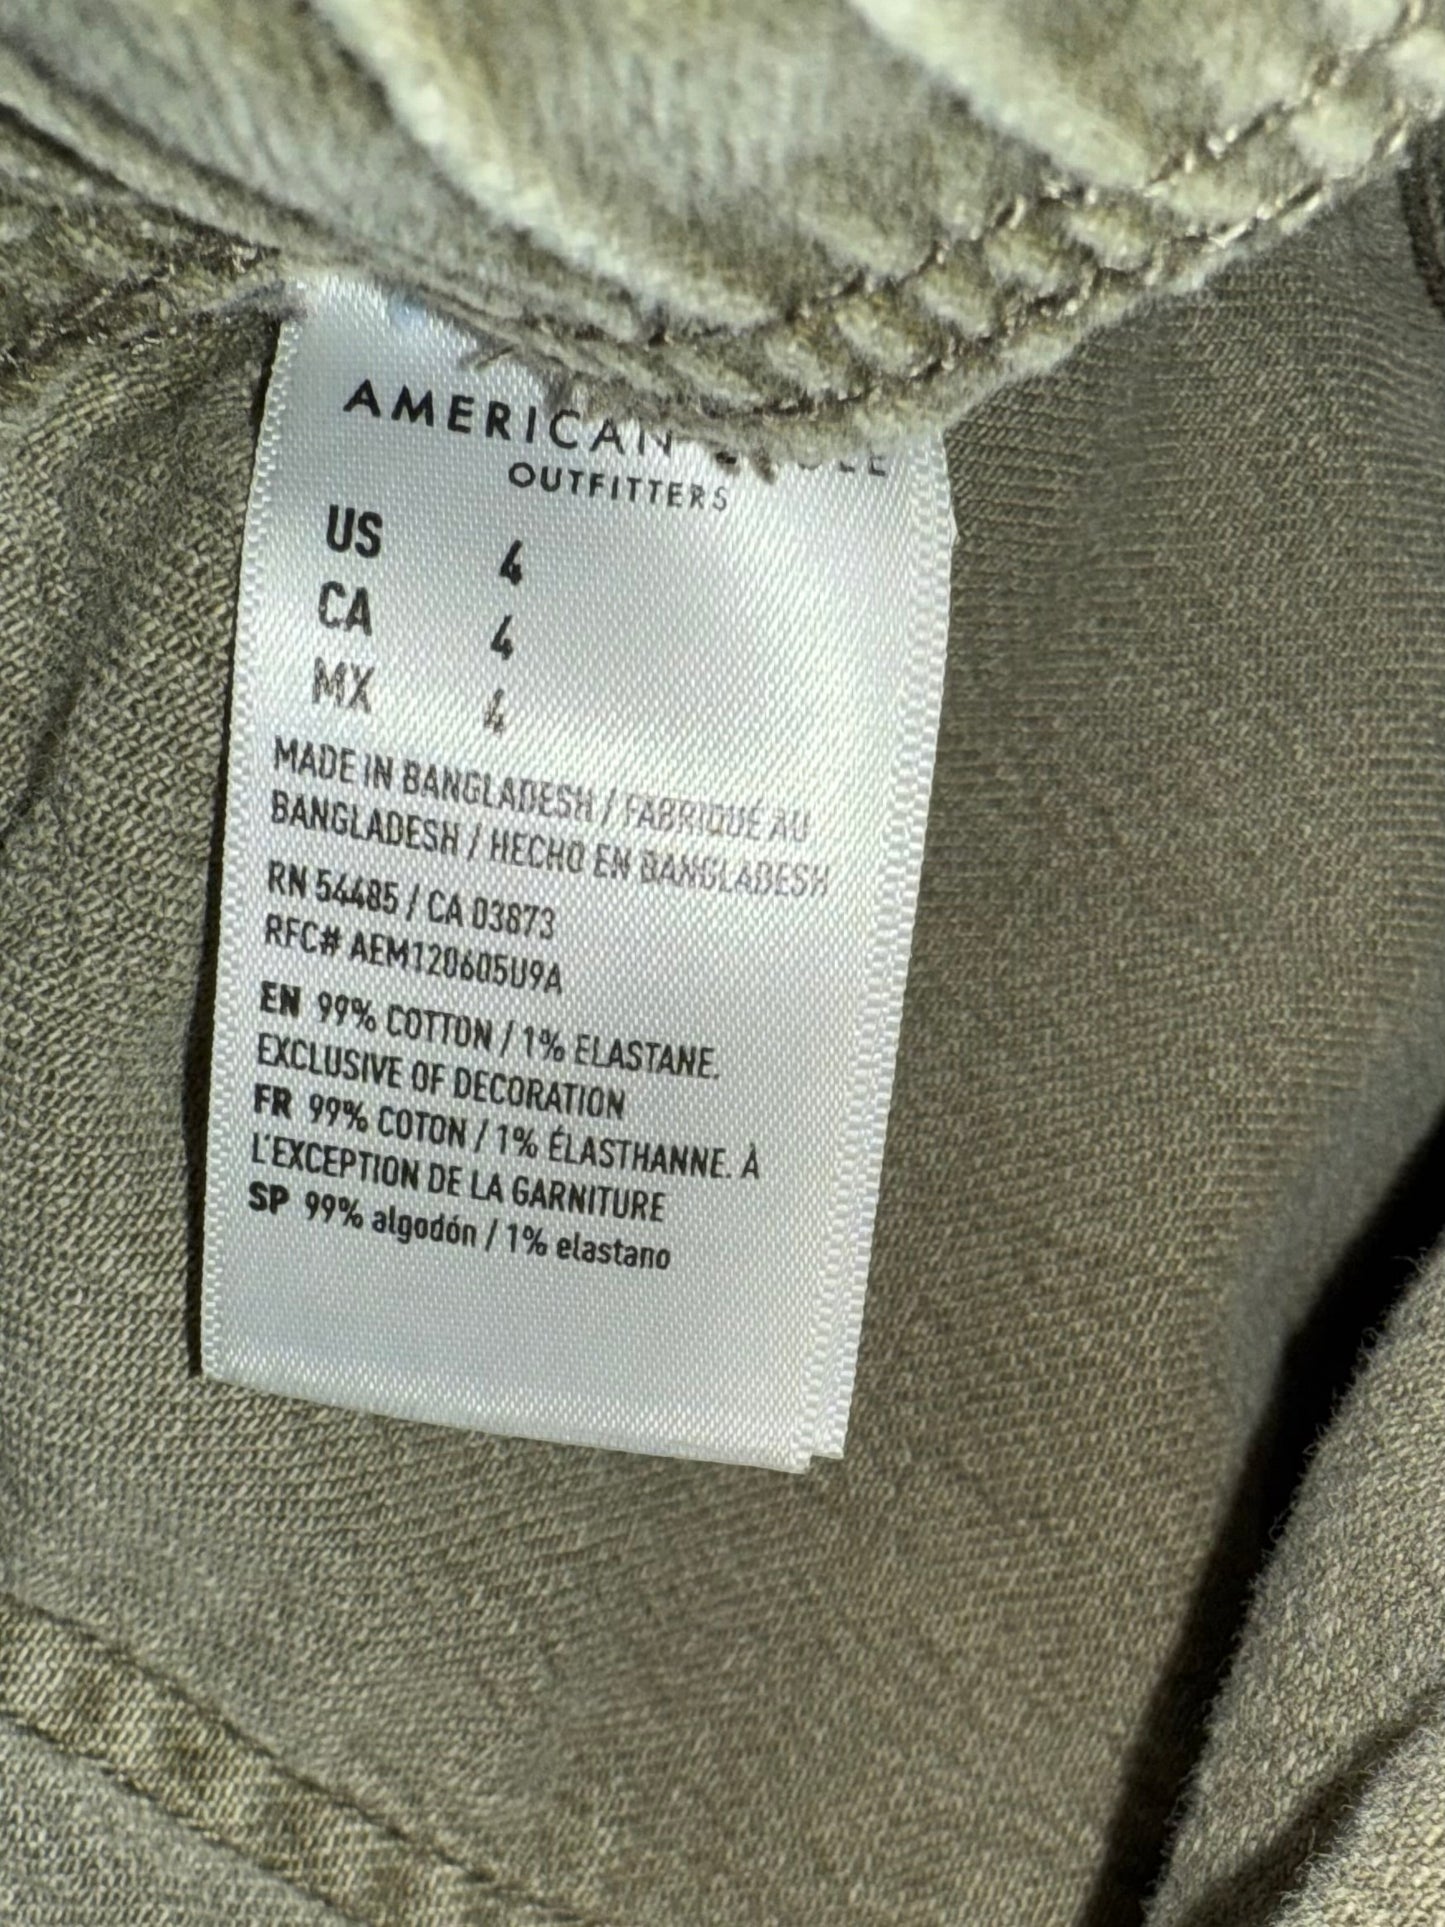 AMERICAN
OUTFITTERS
US 4
CA 4
MX 4
MADE IN BANGLADESH / FABRIQUÉ AU
BANGLADESH / HECHO EN BANGLADESH
RN 54485 / CA 03873
RFC# AEM120605U9A
EN 99% COTTON / 1% ELASTANE.
EXCLUSIVE OF DECORATION
FR 99% COTON / 1% ÉLASTHANNE. À
L'EXCEPTION DE LA GARNITURE
SP 99% algodón / 1% elastano